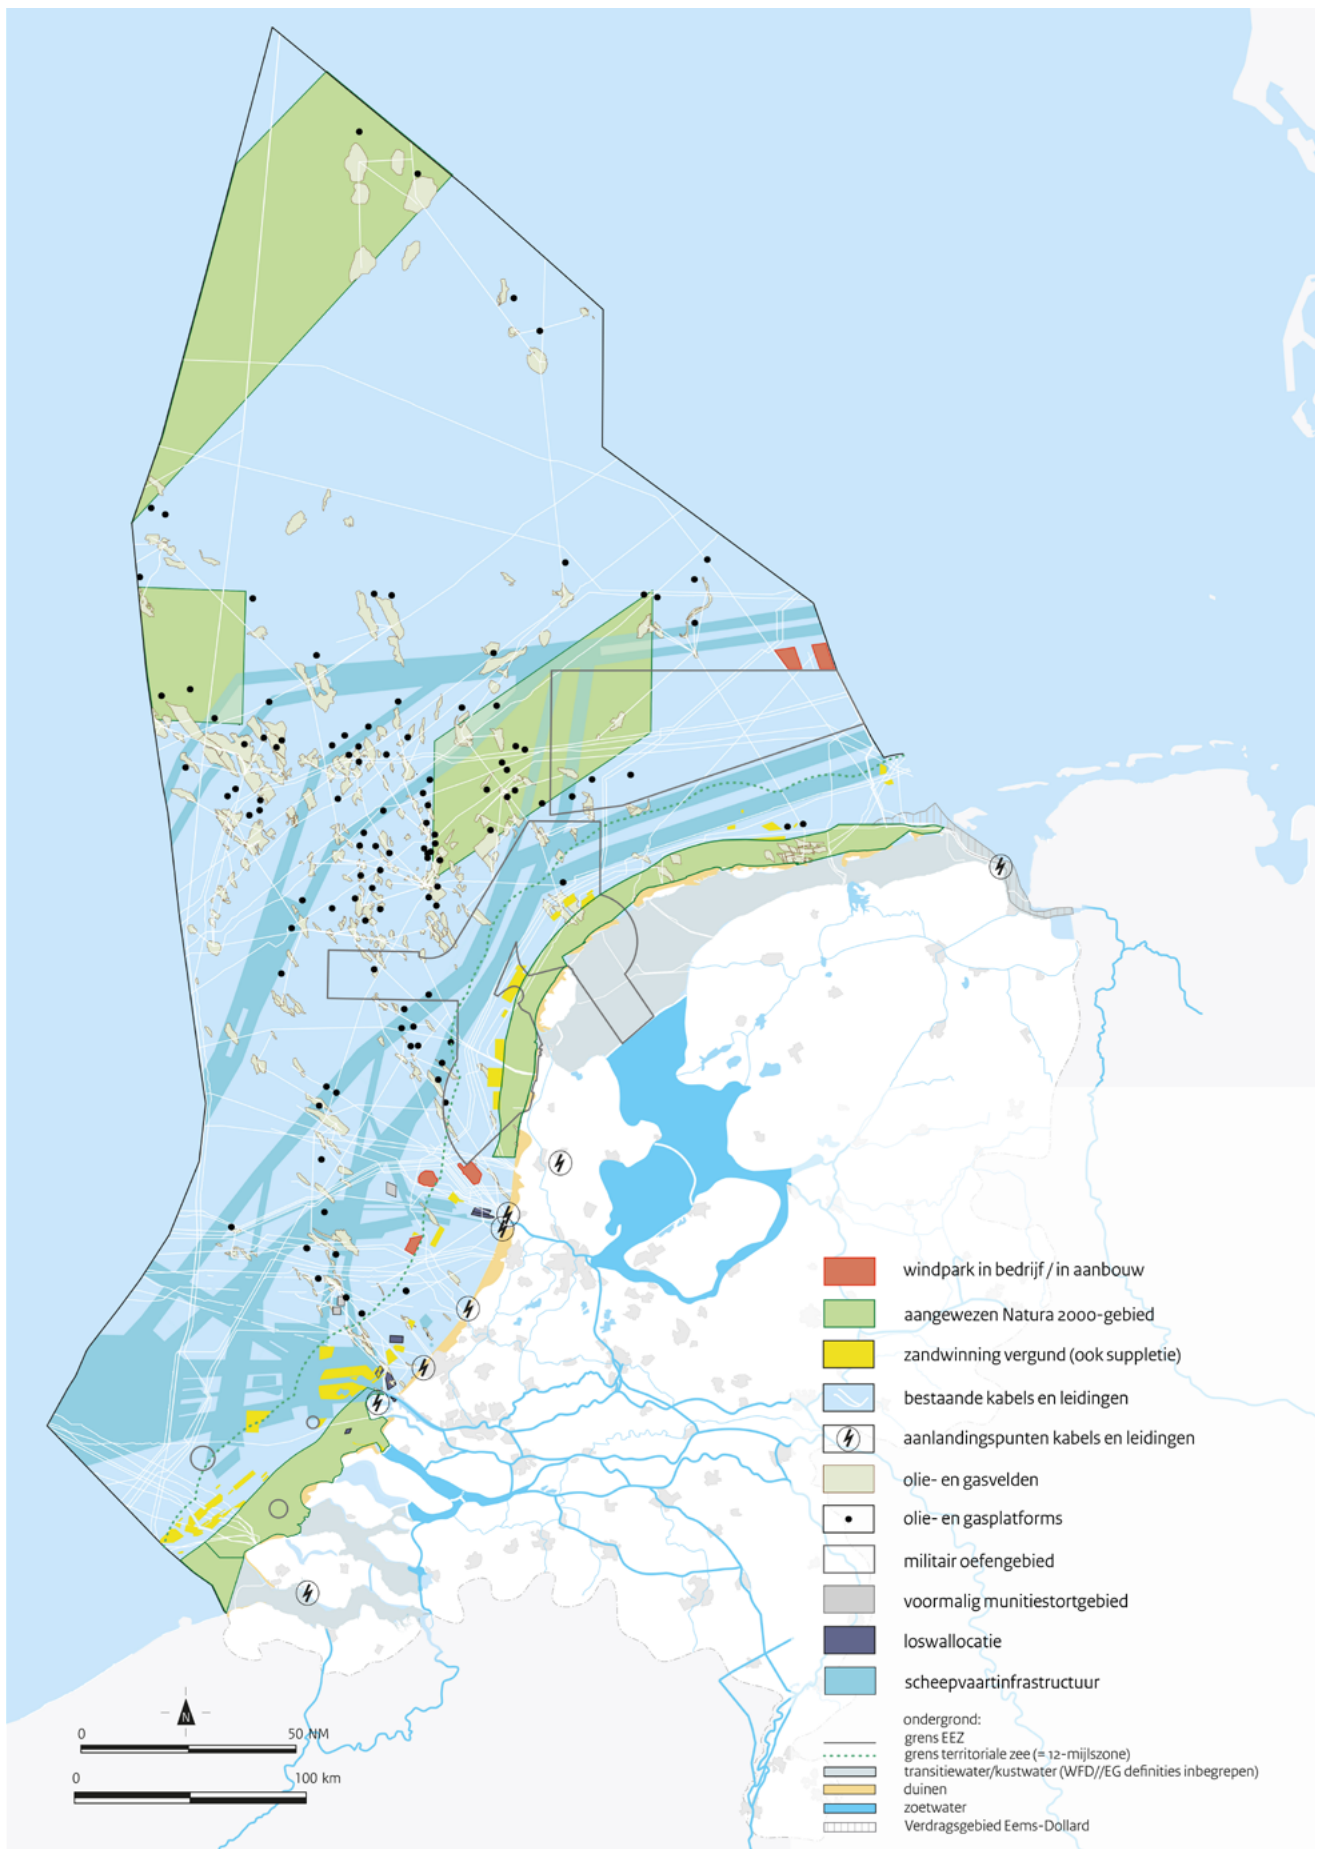 windpark in bedrijf / in aanbouw
aangewezen Natura 2000-gebied
zandwinning vergund (ook suppletie)
bestaande kabels en leidingen
aanlandingspunten kabels en leidingen
olie- en gasvelden
olie- en gasplatforms
militair oefengebied
voormalig munitiestortgebied
loswallocatie
scheepvaartinfrastructuur
ondergrond:
grens EEZ
grens territoriale zee (= 12-mijlszone)
transitiewater/kustwater (WFD//EG definities inbegrepen)
duinen
zoetwater
Verdragsgebied Eems-Dollard
N
0 50 NM
0 100 km